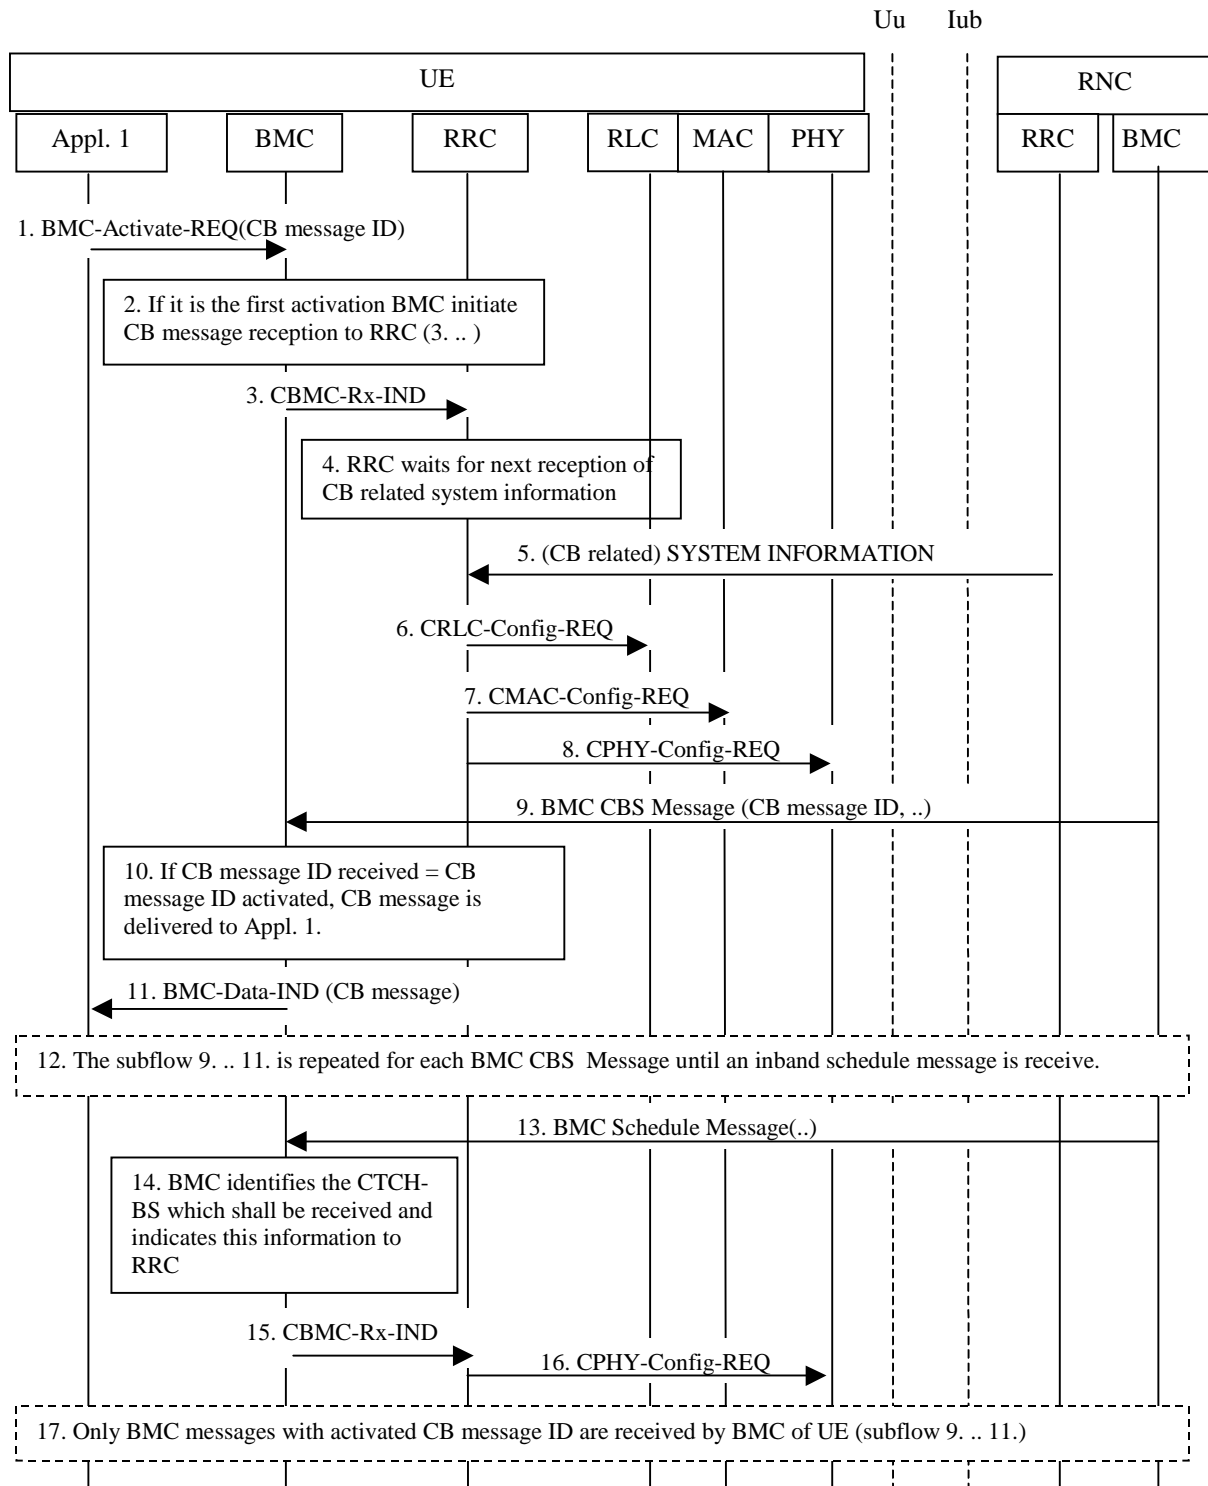 Uu Iub
UE
RNC
Appl. 1 BMC RRC RLC MAC PHY RRC BMC
1. BMC-Activate-REQ(CB message ID)
2. If it is the first activation BMC initiate
CB message reception to RRC (3. .. )
3. CBMC-Rx-IND
4. RRC waits for next reception of
CB related system information
5. (CB related) SYSTEM INFORMATION
6. CRLC-Config-REQ
7. CMAC-Config-REQ
8. CPHY-Config-REQ
9. BMC CBS Message (CB message ID, ..)
10. If CB message ID received = CB
message ID activated, CB message is
delivered to Appl. 1.
11. BMC-Data-IND (CB message)
12. The subflow 9. .. 11. is repeated for each BMC CBS  Message until an inband schedule message is receive.
13. BMC Schedule Message(..)
14. BMC identifies the CTCH-
BS which shall be received and
indicates this information to
RRC
15. CBMC-Rx-IND
16. CPHY-Config-REQ
17. Only BMC messages with activated CB message ID are received by BMC of UE (subflow 9. .. 11.)